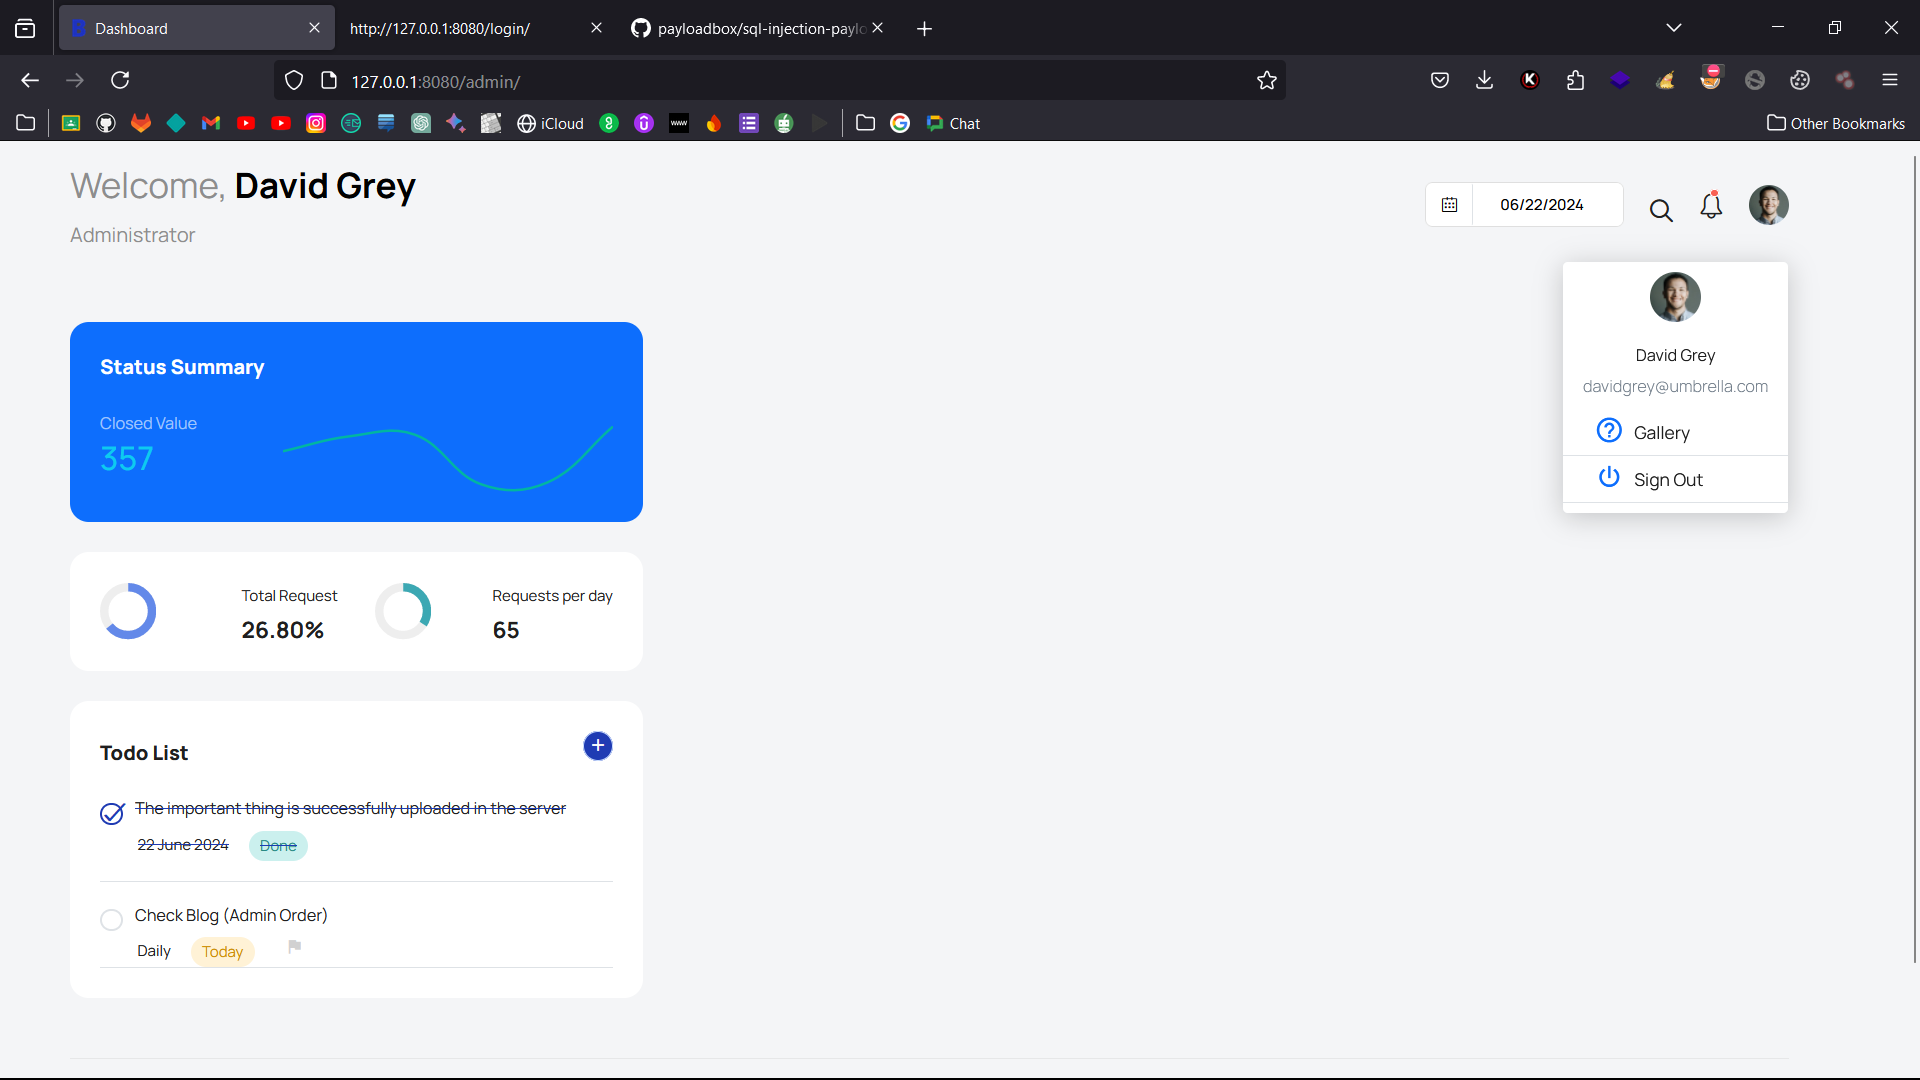 Dashboard
http://127.0.0.1:8080/login/
payloadbox/sql-injection-paylo
127.0.0.1:8080/admin/
iCloud
Chat
Other Bookmarks
Welcome, David Grey
Administrator
06/22/2024
David Grey
davidgrey@umbrella.com
Gallery
Sign Out
Status Summary
Closed Value
357
Total Request
26.80%
Requests per day
65
Todo List
The important thing is successfully uploaded in the server
22 June 2024
Done
Check Blog (Admin Order)
Daily
Today